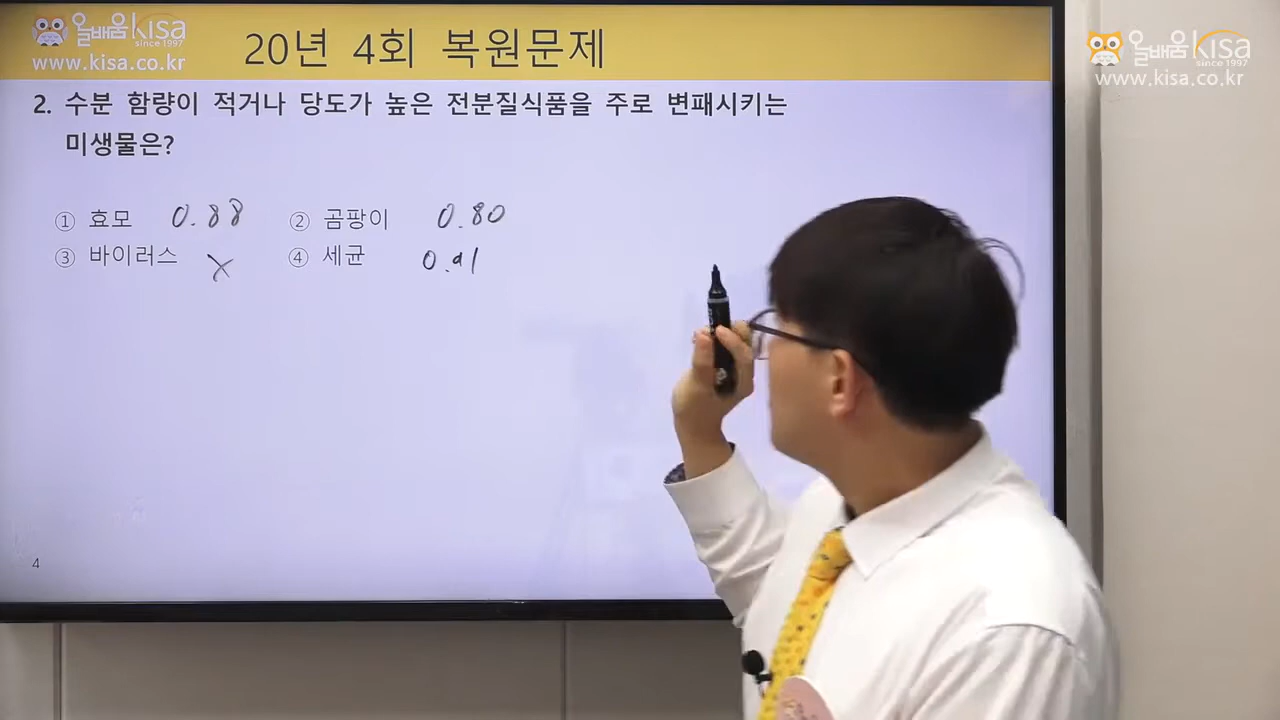 올배움kisa
since 1997
www.kisa.co.kr
20년 4회 복원문제
올배움kisa
since 1997
www.kisa.co.kr
2. 수분 함량이 적거나 당도가 높은 전분질식품을 주로 변패시키는
미생물은?
① 효모 0.88 ② 곰팡이 0.80
③ 바이러스 X ④ 세균 0.91
4